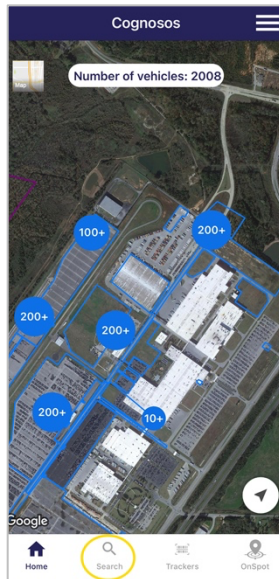 Cognosos
Map
Number of vehicles: 2008
100+
200+
200+
200+
200+
10+
Google
Home
Search
Trackers
OnSpot